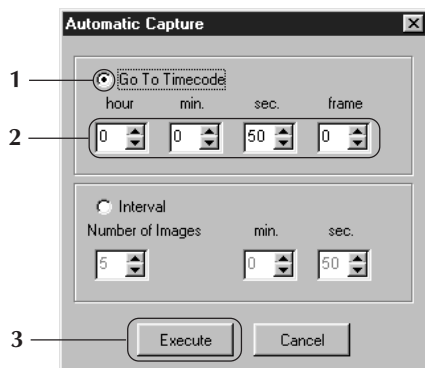 Automatic Capture
1 Go To Timecode
hour min. sec. frame
2 0 0 50 0
Interval
Number of Images min. sec.
5 0 50
3 Execute Cancel